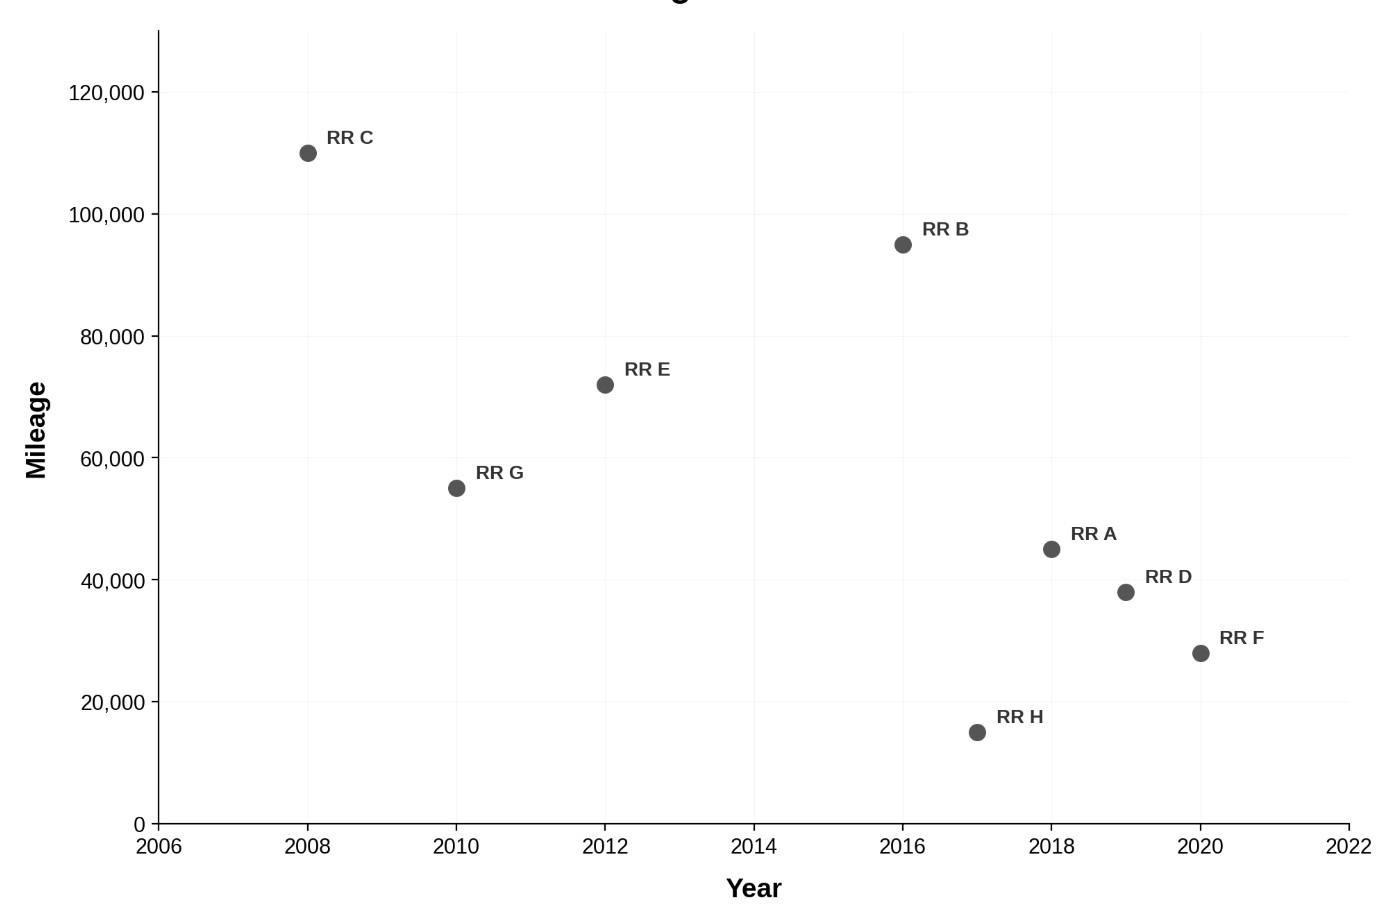 120,000
RR C
100,000
RR B
80,000
RR E
Mileage
60,000
RR G
RR A
40,000
RR D
RR F
20,000
RR H
0
2006 2008 2010 2012 2014 2016 2018 2020 2022
Year